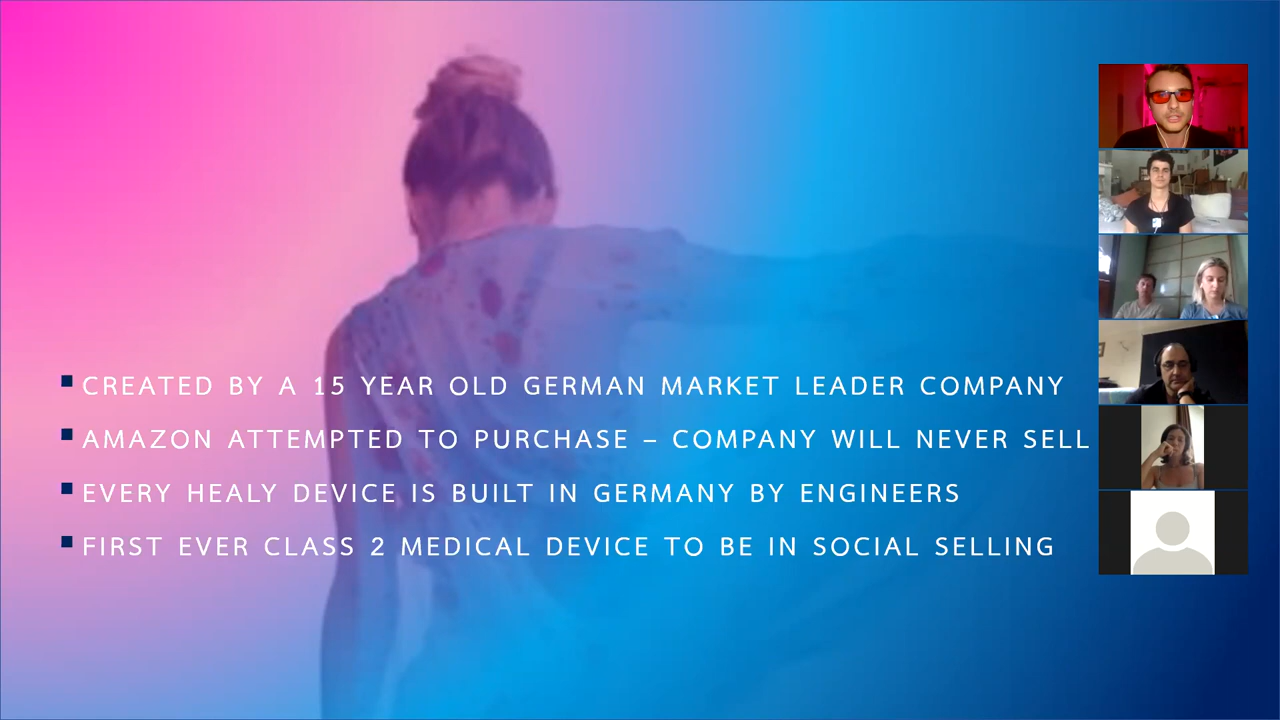 CREATED BY A 15 YEAR OLD GERMAN MARKET LEADER COMPANY
AMAZON ATTEMPTED TO PURCHASE – COMPANY WILL NEVER SELL
EVERY HEALY DEVICE IS BUILT IN GERMANY BY ENGINEERS
FIRST EVER CLASS 2 MEDICAL DEVICE TO BE IN SOCIAL SELLING